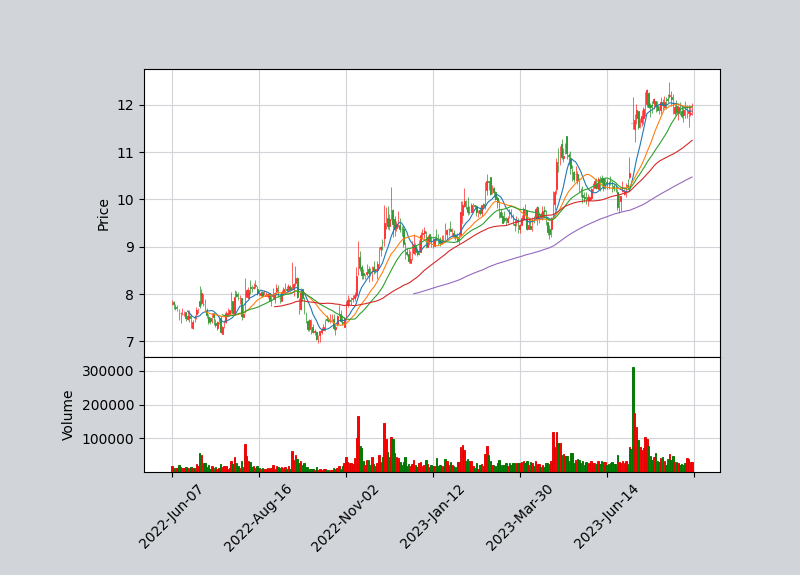 Price
12
11
10
9
8
7
Volume
300000
200000
100000
2022-Jun-07
2022-Aug-16
2022-Nov-02
2023-Jan-12
2023-Mar-30
2023-Jun-14